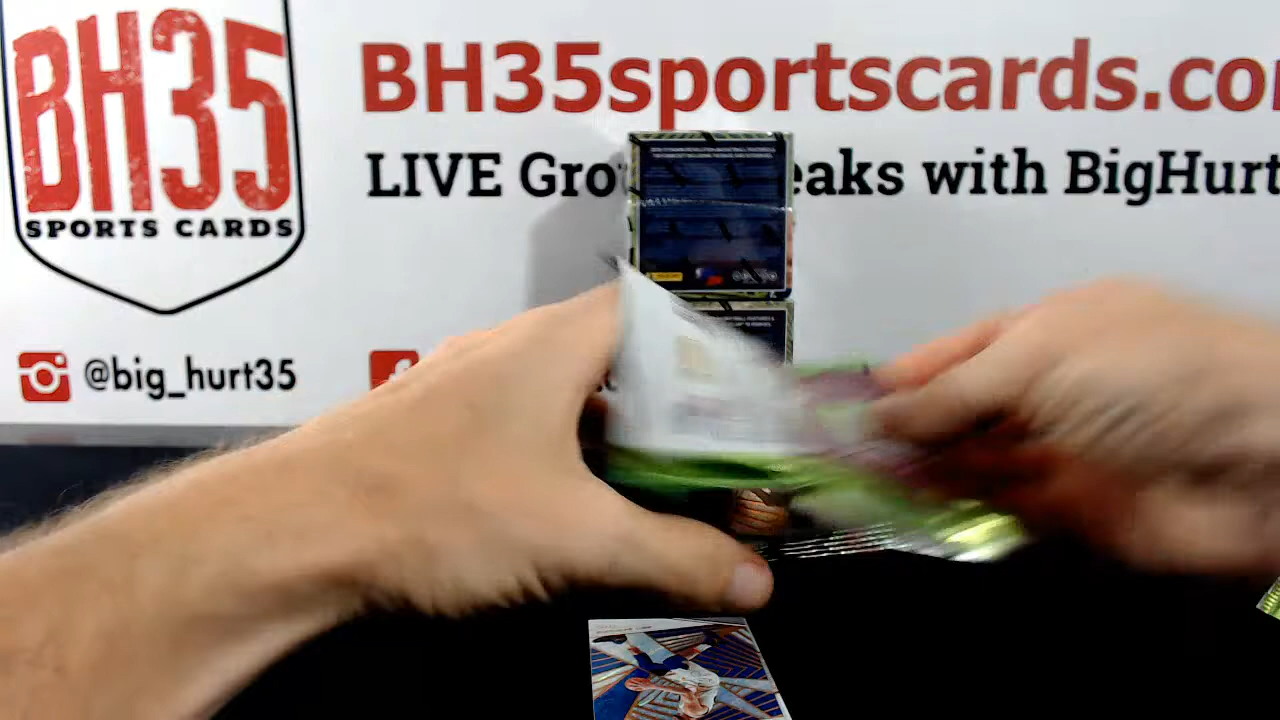 BH35
SPORTS CARDS
BH35sportscards.co
LIVE Gro eaks with BigHurt
@big_hurt35